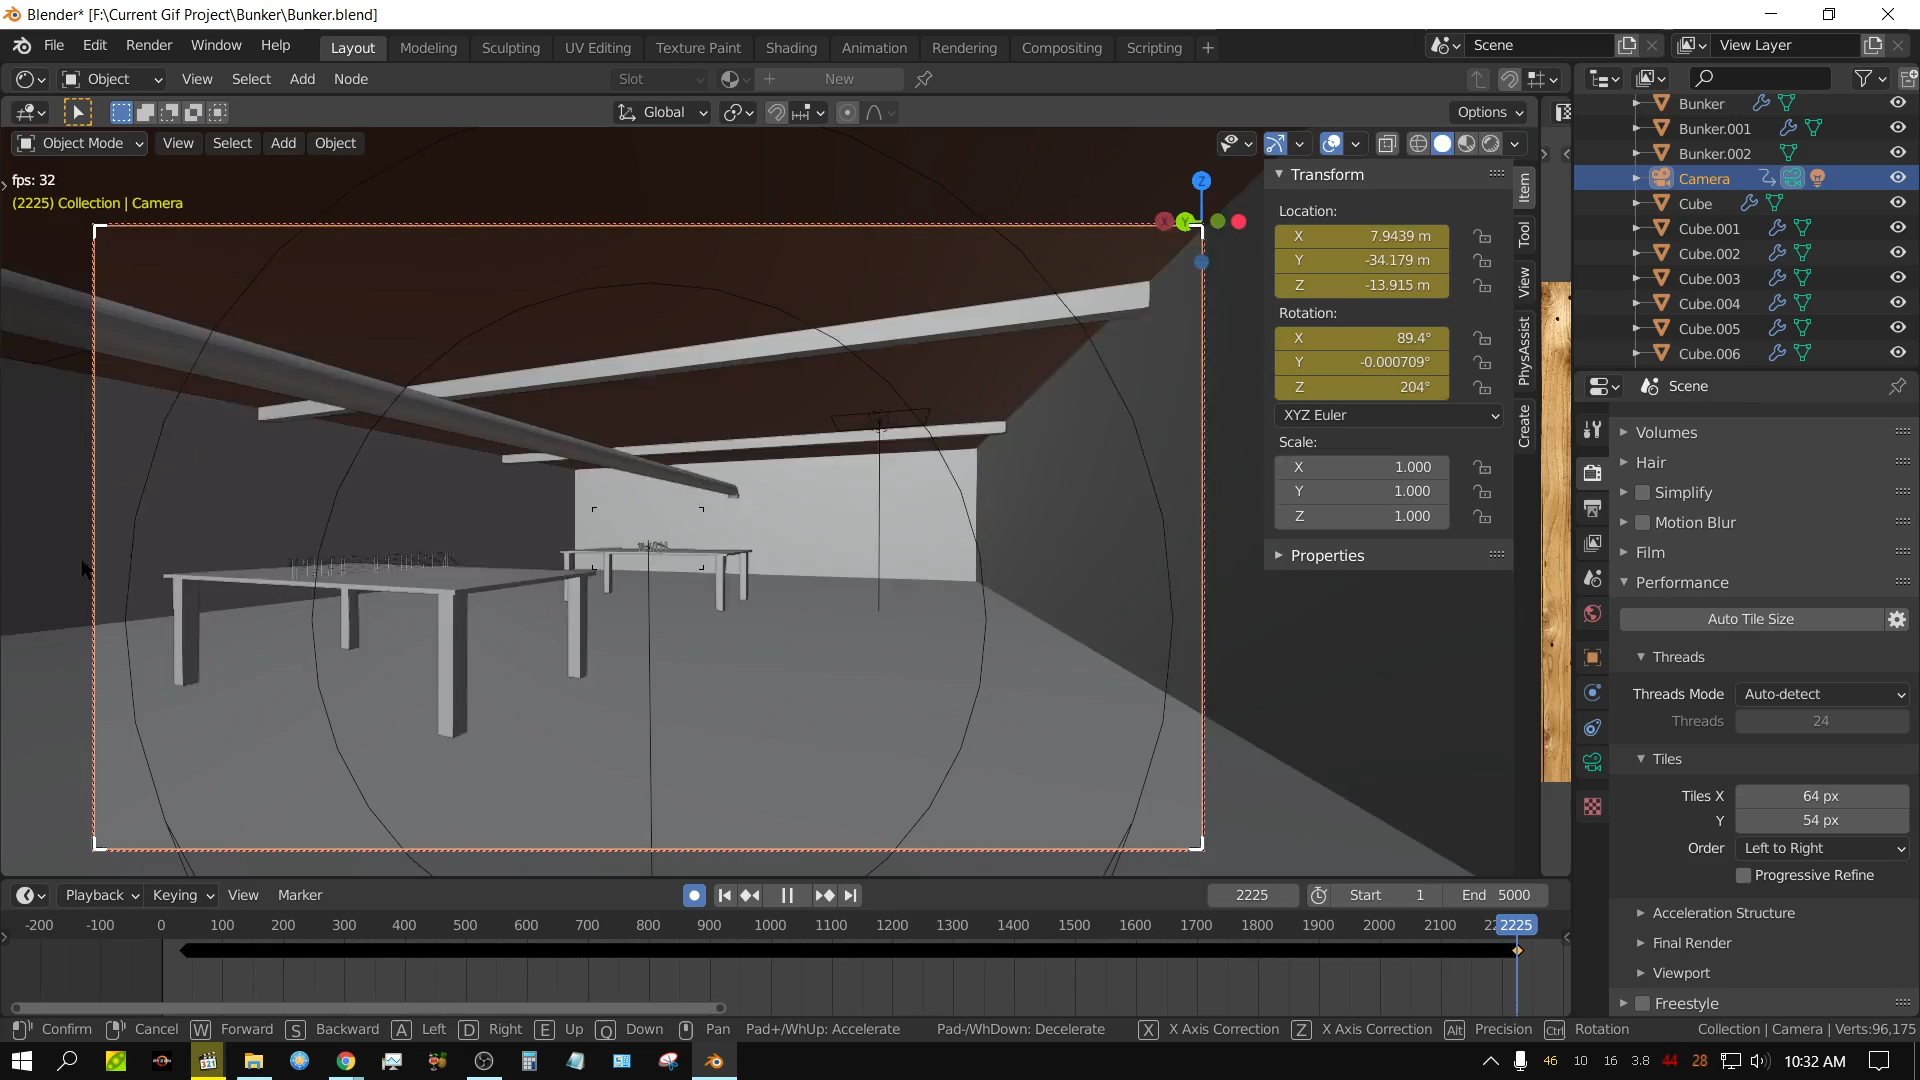 Blender* [F:\Current Gif Project\Bunker\Bunker.blend]
File Edit Render Window Help Layout Modeling Sculpting UV Editing Texture Paint Shading Animation Rendering Compositing Scripting Scene View Layer
Object View Select Add Node Slot New
Global Options
Object Mode View Select Add Object
fps: 32
(2225) Collection | Camera
X Y Z
Transform
Location:
X 7.9439 m
Y -34.179 m
Z -13.915 m
Rotation:
X 89.4°
Y -0.000709°
Z 204°
XYZ Euler
Scale:
X 1.000
Y 1.000
Z 1.000
Properties
Item
Tool
View
PhysAssist
Create
Bunker
Bunker.001
Bunker.002
Camera
Cube
Cube.001
Cube.002
Cube.003
Cube.004
Cube.005
Cube.006
Scene
Volumes
Hair
Simplify
Motion Blur
Film
Performance
Auto Tile Size
Threads
Threads Mode Auto-detect
Threads 24
Tiles
Tiles X 64 px
Y 54 px
Order Left to Right
Progressive Refine
Acceleration Structure
Final Render
Viewport
Freestyle
Playback Keying View Marker 2225 Start 1 End 5000
-200 -100 0 100 200 300 400 500 600 700 800 900 1000 1100 1200 1300 1400 1500 1600 1700 1800 1900 2000 2100 2225
Confirm Cancel W Forward S Backward A Left D Right E Up Q Down Pan Pad+/WhUp: Accelerate Pad-/WhDown: Decelerate X X Axis Correction Z X Axis Correction Alt Precision Ctrl Rotation Collection | Camera | Verts:96,175
RYZEN 321 46 10 16 3.8 44 28 10:32 AM